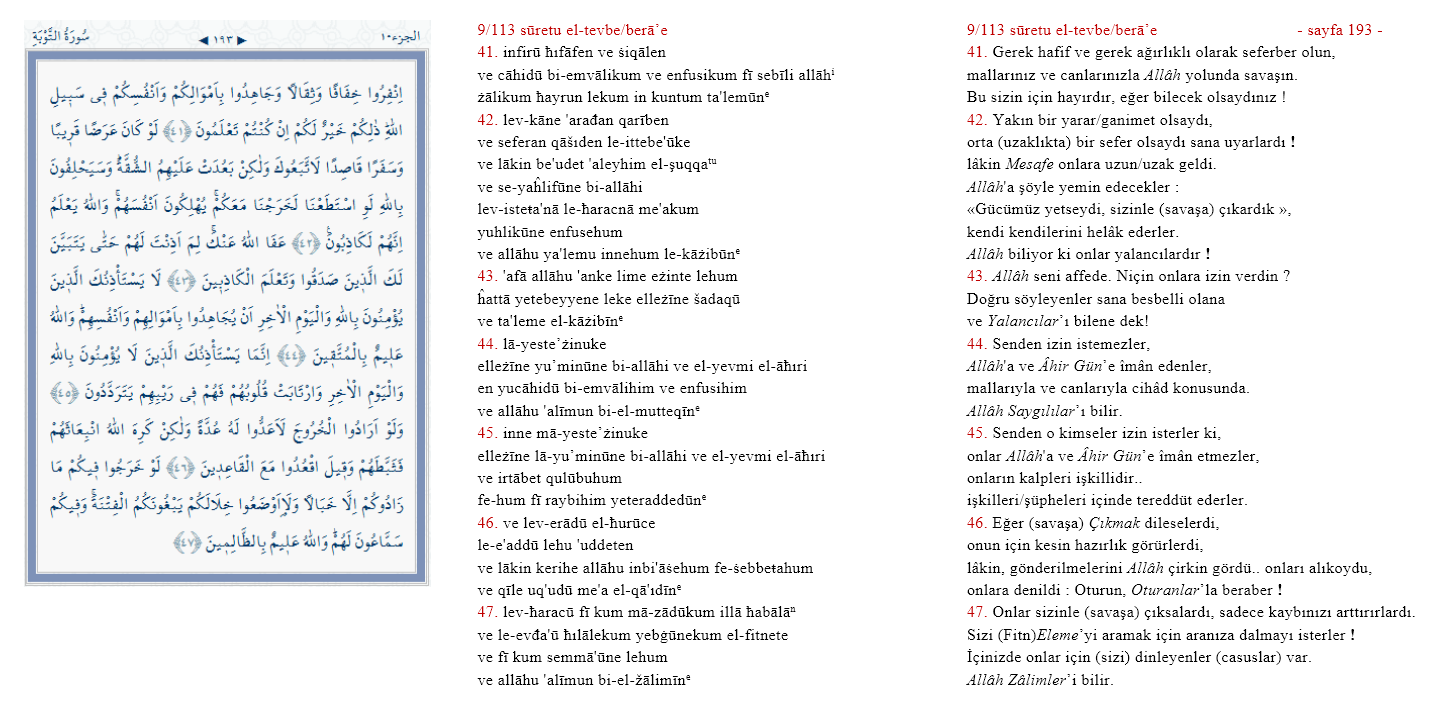 الجزء ١٠
◀ ١٩٣ ▶
سُورَةُ التَّوْبَةِ
اِنْفِرُوا خِفَافًا وَثِقَالًا وَجَاهِدُوا بِاَمْوَالِكُمْ وَاَنْفُسِكُمْ فٖى سَبٖيلِ
اللّٰهِ ذٰلِكُمْ خَيْرٌ لَكُمْ اِنْ كُنْتُمْ تَعْلَمُونَ ﴿٤١﴾ لَوْ كَانَ عَرَضًا قَرٖيبًا
وَسَفَرًا قَاصِدًا لَاتَّبَعُوكَ وَلٰكِنْ بَعُدَتْ عَلَيْهِمُ الشُّقَّةُ وَسَيَحْلِفُونَ
بِاللّٰهِ لَوِ اسْتَطَعْنَا لَخَرَجْنَا مَعَكُمْ يُهْلِكُونَ اَنْفُسَهُمْ وَاللّٰهُ يَعْلَمُ
اِنَّهُمْ لَكَاذِبُونَ ﴿٤٢﴾ عَفَا اللّٰهُ عَنْكَ لِمَ اَذِنْتَ لَهُمْ حَتّٰى يَتَبَيَّنَ
لَكَ الَّذٖينَ صَدَقُوا وَتَعْلَمَ الْكَاذِبٖينَ ﴿٤٣﴾ لَا يَسْتَأْذِنُكَ الَّذٖينَ
يُؤْمِنُونَ بِاللّٰهِ وَالْيَوْمِ الْاٰخِرِ اَنْ يُجَاهِدُوا بِاَمْوَالِهِمْ وَاَنْفُسِهِمْ وَاللّٰهُ
عَلٖيمٌ بِالْمُتَّقٖينَ ﴿٤٤﴾ اِنَّمَا يَسْتَأْذِنُكَ الَّذٖينَ لَا يُؤْمِنُونَ بِاللّٰهِ
وَالْيَوْمِ الْاٰخِرِ وَارْتَابَتْ قُلُوبُهُمْ فَهُمْ فٖى رَيْبِهِمْ يَتَرَدَّدُونَ ﴿٤٥﴾
وَلَوْ اَرَادُوا الْخُرُوجَ لَاَعَدُّوا لَهُ عُدَّةً وَلٰكِنْ كَرِهَ اللّٰهُ انْبِعَاثَهُمْ
فَثَبَّطَهُمْ وَقٖيلَ اقْعُدُوا مَعَ الْقَاعِدٖينَ ﴿٤٦﴾ لَوْ خَرَجُوا فٖيكُمْ مَا
زَادُوكُمْ اِلَّا خَبَالًا وَلَاَاوْضَعُوا خِلَالَكُمْ يَبْغُونَكُمُ الْفِتْنَةَ وَفٖيكُمْ
سَمَّاعُونَ لَهُمْ وَاللّٰهُ عَلٖيمٌ بِالظَّالِمٖينَ ﴿٤٧﴾
9/113 sūretu el-tevbe/berā’e
41. infirū ħıfāfen ve śiqālen
ve cāhidū bi-emvālikum ve enfusikum fī sebīli allāhⁱ
żālikum ħayrun lekum in kuntum ta'lemūnᵉ
42. lev-kāne 'arađan qarīben
ve seferan qāšıden le-ittebe'ūke
ve lākin be'udet 'aleyhim el-şuqqaᵗᵘ
ve se-yaĥlifūne bi-allāhi
lev-isteŧa'nā le-ħaracnā me'akum
yuhlikūne enfusehum
ve allāhu ya'lemu innehum le-kāżibūnᵉ
43. 'afā allāhu 'anke lime eżinte lehum
ĥattā yetebeyyene leke elleżīne šadaqū
ve ta'leme el-kāżibīnᵉ
44. lā-yeste’żinuke
elleżīne yu’minūne bi-allāhi ve el-yevmi el-āħıri
en yucāhidū bi-emvālihim ve enfusihim
ve allāhu 'alīmun bi-el-mutteqīnᵉ
45. inne mā-yeste’żinuke
elleżīne lā-yu’minūne bi-allāhi ve el-yevmi el-āħıri
ve irtābet qulūbuhum
fe-hum fī raybihim yeteraddedūnᵉ
46. ve lev-erādū el-ħurūce
le-e'addū lehu 'uddeten
ve lākin kerihe allāhu inbi'āśehum fe-śebbeŧahum
ve qīle uq'udū me'a el-qā'ıdīnᵉ
47. lev-ħaracū fī kum mā-zādūkum illā ħabālāⁿ
ve le-evđa'ū ħılālekum yebġūnekum el-fitnete
ve fī kum semmā'ūne lehum
ve allāhu 'alīmun bi-el-žālimīnᵉ
9/113 sūretu el-tevbe/berā’e - sayfa 193 -
41. Gerek hafif ve gerek ağırlıklı olarak seferber olun,
mallarınız ve canlarınızla Allâh yolunda savaşın.
Bu sizin için hayırdır, eğer bilecek olsaydınız !
42. Yakın bir yarar/ganimet olsaydı,
orta (uzaklıkta) bir sefer olsaydı sana uyarlardı !
lâkin Mesafe onlara uzun/uzak geldi.
Allâh'a şöyle yemin edecekler :
«Gücümüz yetseydi, sizinle (savaşa) çıkardık »,
kendi kendilerini helâk ederler.
Allâh biliyor ki onlar yalancılardır !
43. Allâh seni affede. Niçin onlara izin verdin ?
Doğru söyleyenler sana besbelli olana
ve Yalancılar’ı bilene dek!
44. Senden izin istemezler,
Allâh'a ve Âhir Gün’e îmân edenler,
mallarıyla ve canlarıyla cihâd konusunda.
Allâh Saygılılar’ı bilir.
45. Senden o kimseler izin isterler ki,
onlar Allâh'a ve Âhir Gün’e îmân etmezler,
onların kalpleri işkillidir..
işkilleri/şüpheleri içinde tereddüt ederler.
46. Eğer (savaşa) Çıkmak dileselerdi,
onun için kesin hazırlık görürlerdi,
lâkin, gönderilmelerini Allâh çirkin gördü.. onları alıkoydu,
onlara denildi : Oturun, Oturanlar’la beraber !
47. Onlar sizinle (savaşa) çıksalardı, sadece kaybınızı arttırırlardı.
Sizi (Fitn)Eleme’yi aramak için aranıza dalmayı isterler !
İçinizde onlar için (sizi) dinleyenler (casuslar) var.
Allâh Zâlimler’i bilir.